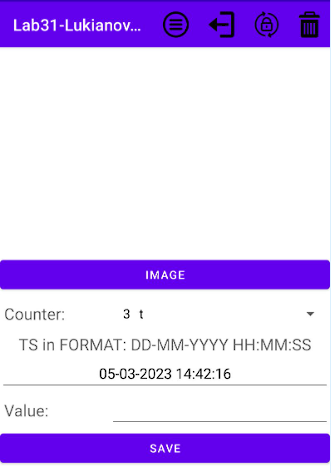 Lab31-Lukianov...
IMAGE
Counter: 3 t
TS in FORMAT: DD-MM-YYYY HH:MM:SS
05-03-2023 14:42:16
Value:
SAVE